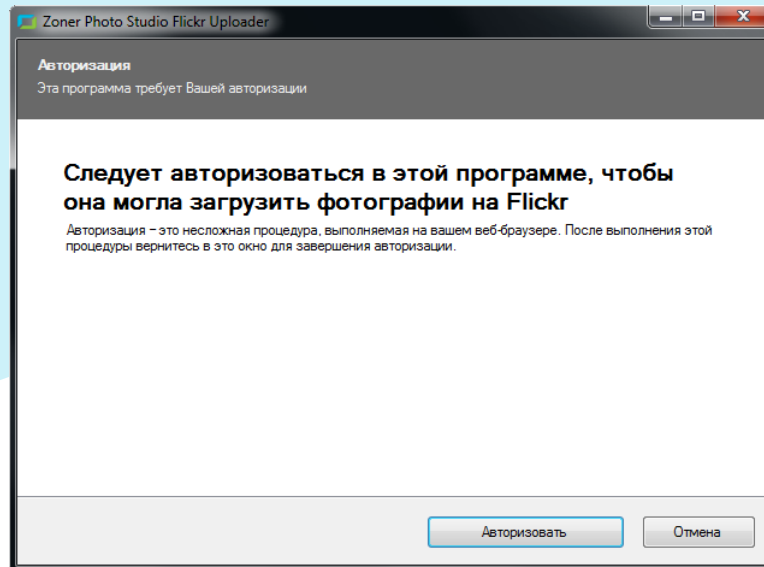 Zoner Photo Studio Flickr Uploader
Авторизация
Эта программа требует Вашей авторизации
Следует авторизоваться в этой программе, чтобы
она могла загрузить фотографии на Flickr
Авторизация – это несложная процедура, выполняемая на вашем веб-браузере. После выполнения этой
процедуры вернитесь в это окно для завершения авторизации.
Авторизовать
Отмена